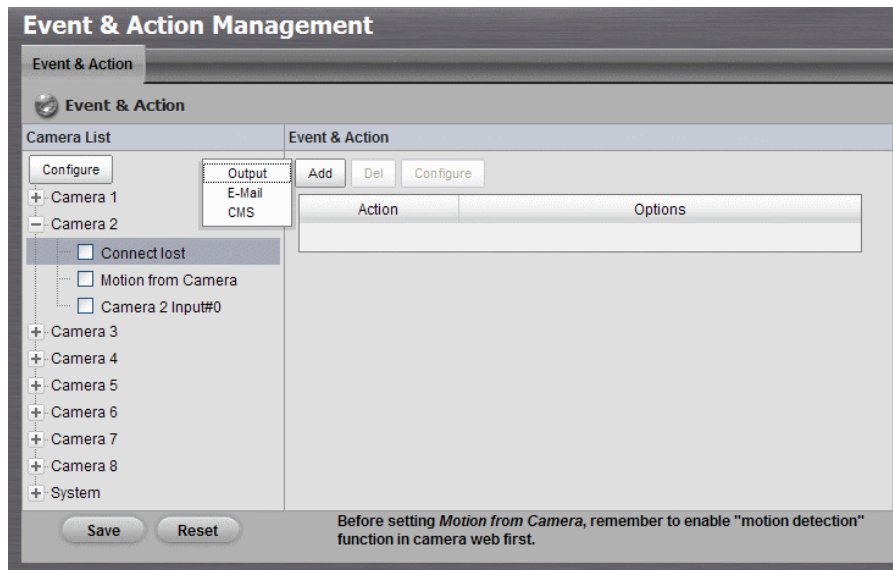 Event & Action Management
Event & Action
Event & Action
Camera List
Event & Action
Configure
Output
E-Mail
CMS
Add Del Configure
Action Options
Camera 1
Camera 2
Connect lost
Motion from Camera
Camera 2 Input#0
Camera 3
Camera 4
Camera 5
Camera 6
Camera 7
Camera 8
System
Save Reset
Before setting Motion from Camera, remember to enable "motion detection"
function in camera web first.